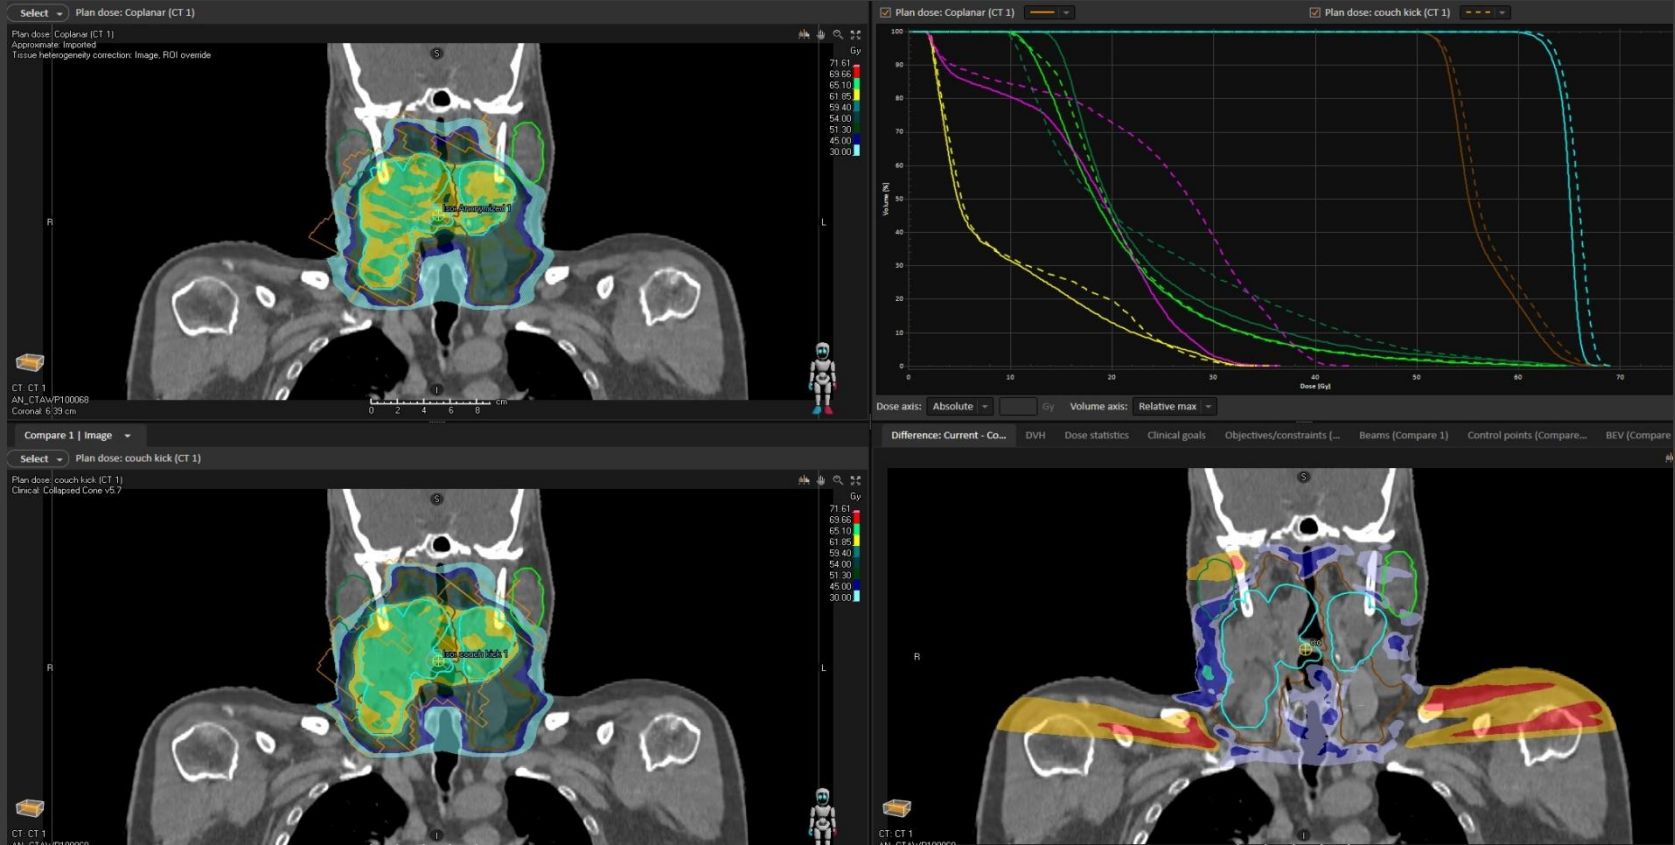 Select
Plan dose: Coplanar (CT 1)
Plan dose: Coplanar (CT 1)
Approximate: Imported
Tissue heterogeneity correction: Image, ROI override
Gy
71.61
69.66
65.10
61.85
59.40
54.00
51.30
45.00
30.00
S
R
L
I
Iso: Anonymized 1
CT: CT 1
AN_CTAWP100068
Coronal: 6.39 cm
0 2 4 6 8 cm
Plan dose: Coplanar (CT 1)
Plan dose: couch kick (CT 1)
100
90
80
70
60
50
40
30
20
10
0
Volume [%]
0 10 20 30 40 50 60 70
Dose [Gy]
Dose axis: Absolute Gy Volume axis: Relative max
Compare 1 | Image
Select
Plan dose: couch kick (CT 1)
Plan dose: couch kick (CT 1)
Clinical: Collapsed Cone v5.7
Gy
71.61
69.66
65.10
61.85
59.40
54.00
51.30
45.00
30.00
S
R
L
I
Iso: couch kick 1
CT: CT 1
AN_CTAWP100068
Difference: Current - Co... DVH Dose statistics Clinical goals Objectives/constraints (... Beams (Compare 1) Control points (Compare... BEV (Compare
S
R
I
CT: CT 1
AN_CTAWP100068